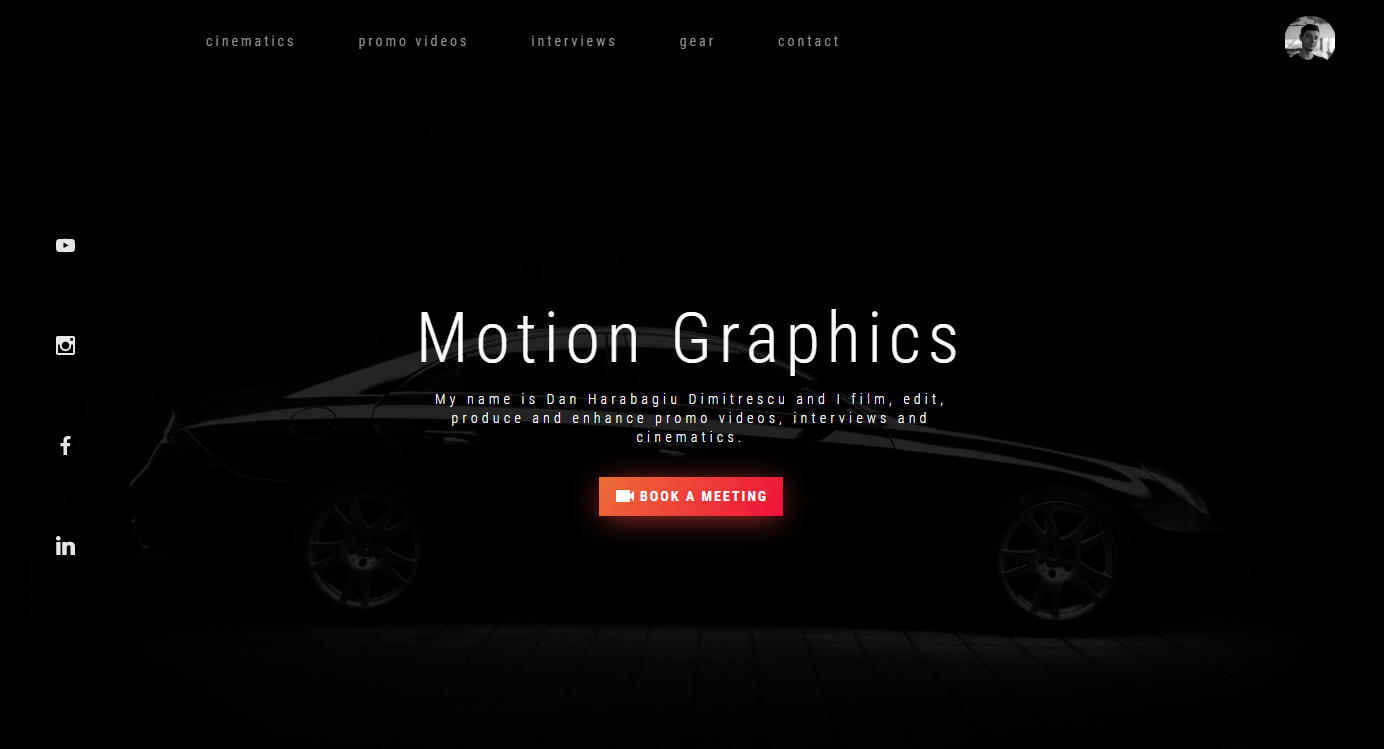 cinematics promo videos interviews gear contact
Motion Graphics
My name is Dan Harabagiu Dimitrescu and I film, edit,
produce and enhance promo videos, interviews and
cinematics.
BOOK A MEETING